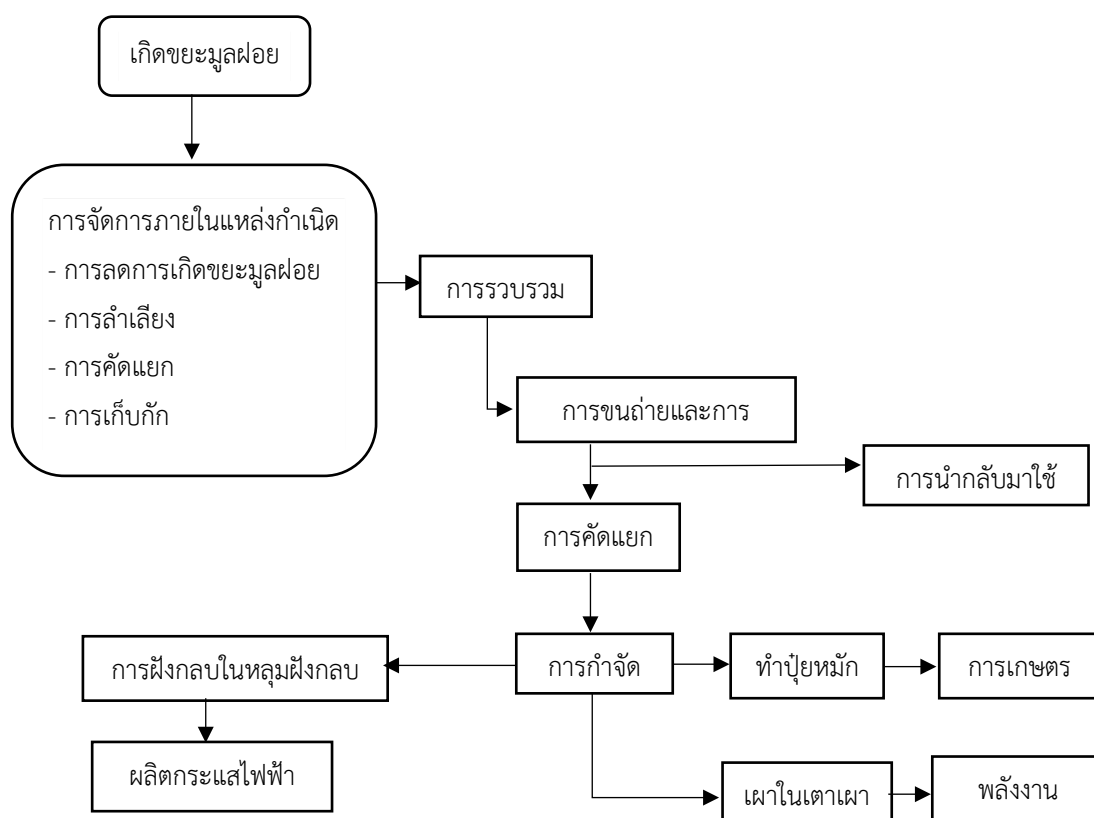 เกิดขยะมูลฝอย
การจัดการภายในแหล่งกำเนิด
- การลดการเกิดขยะมูลฝอย
- การลำเลียง
- การคัดแยก
- การเก็บกัก
การรวบรวม
การขนถ่ายและการ
การนำกลับมาใช้
การคัดแยก
การฝังกลบในหลุมฝังกลบ
การกำจัด
ทำปุ๋ยหมัก
การเกษตร
ผลิตกระแสไฟฟ้า
เผาในเตาเผา
พลังงาน